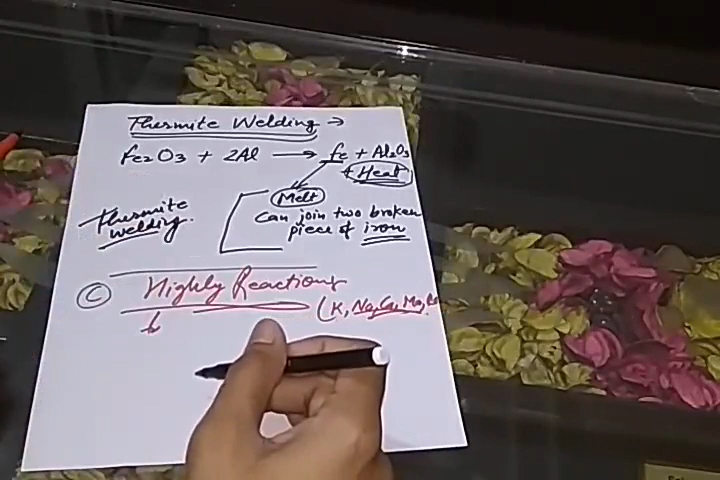 Thermite Welding →
Fe2O3 + 2Al → fe + Al2O3
+ Heat
Melt
Can join two broken
piece of iron
Thermite
Welding.
C Highly Reactions
(K, Na, Ca, Mg,